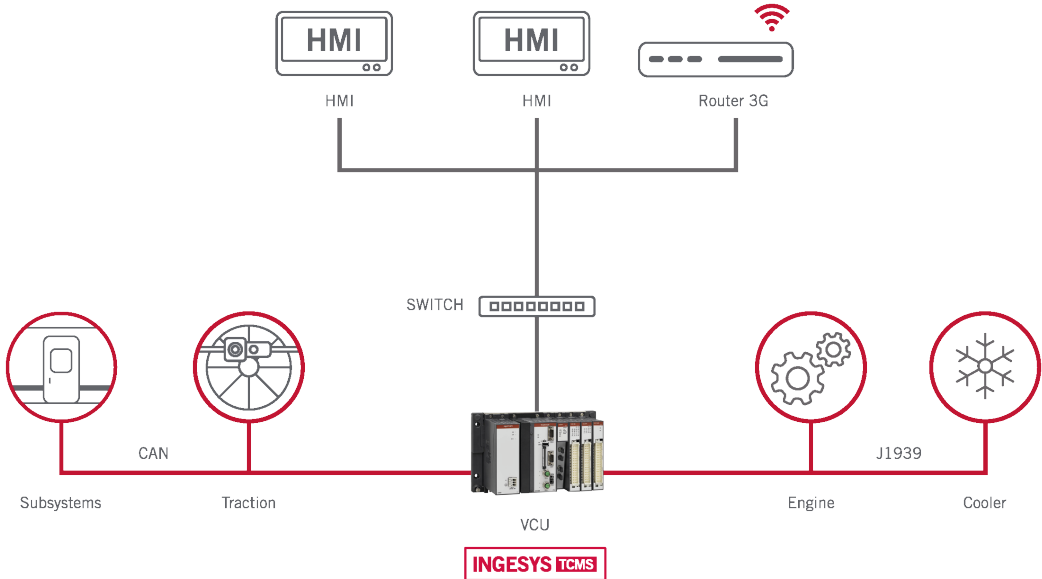 HMI
HMI
HMI
HMI
Router 3G
SWITCH
CAN
J1939
Subsystems
Traction
Engine
Cooler
VCU
INGESYS TCMS